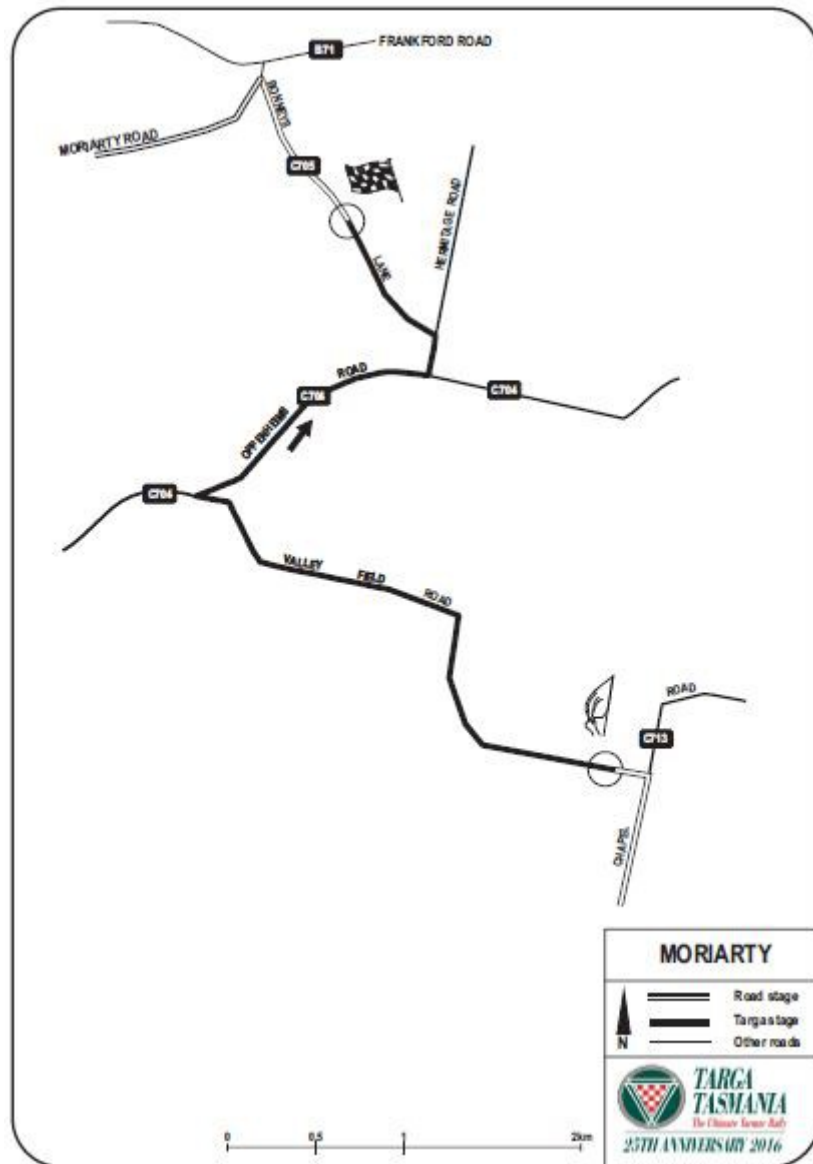 B71
FRANKFORD ROAD
BONNEYS
MORIARTY ROAD
C705
HERMITAGE ROAD
LANE
ROAD
C704
OPPENHEIMS
C704
VALLEY FIELD ROAD
ROAD
C713
CHAPEL
MORIARTY
Road stage
Targa stage
Other roads
N
TARGA
TASMANIA
The Ultimate Tarmac Rally
25TH ANNIVERSARY 2016
0 0,5 1 2km